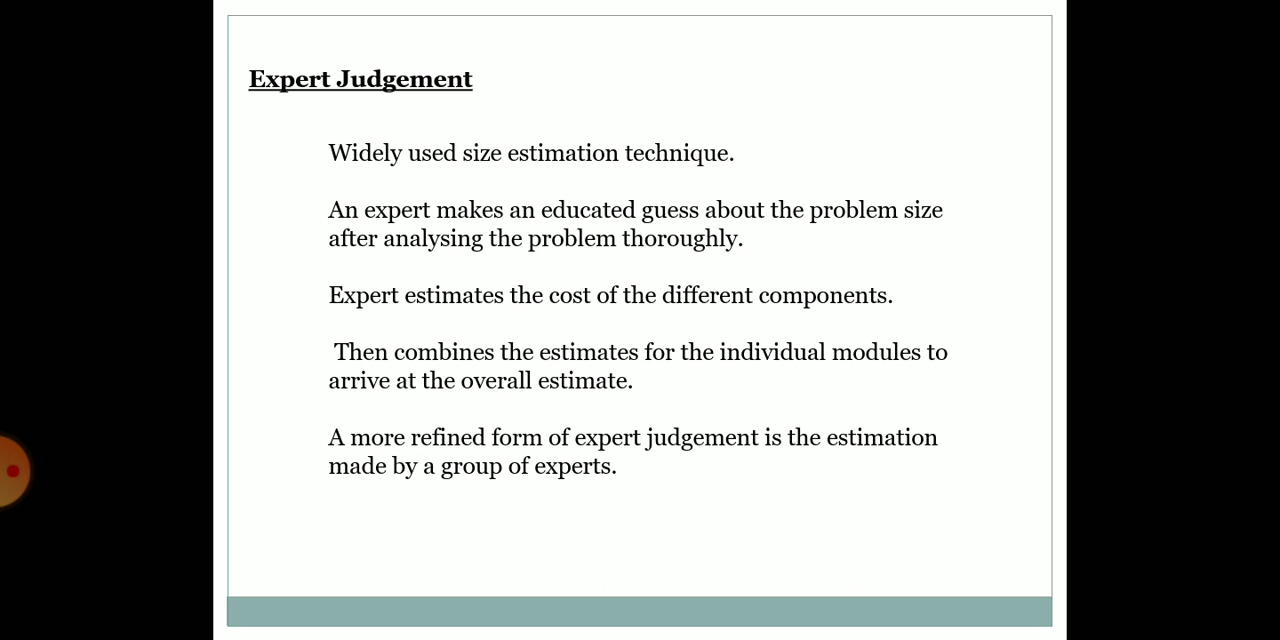 Expert Judgement
Widely used size estimation technique.
An expert makes an educated guess about the problem size
after analysing the problem thoroughly.
Expert estimates the cost of the different components.
Then combines the estimates for the individual modules to
arrive at the overall estimate.
A more refined form of expert judgement is the estimation
made by a group of experts.